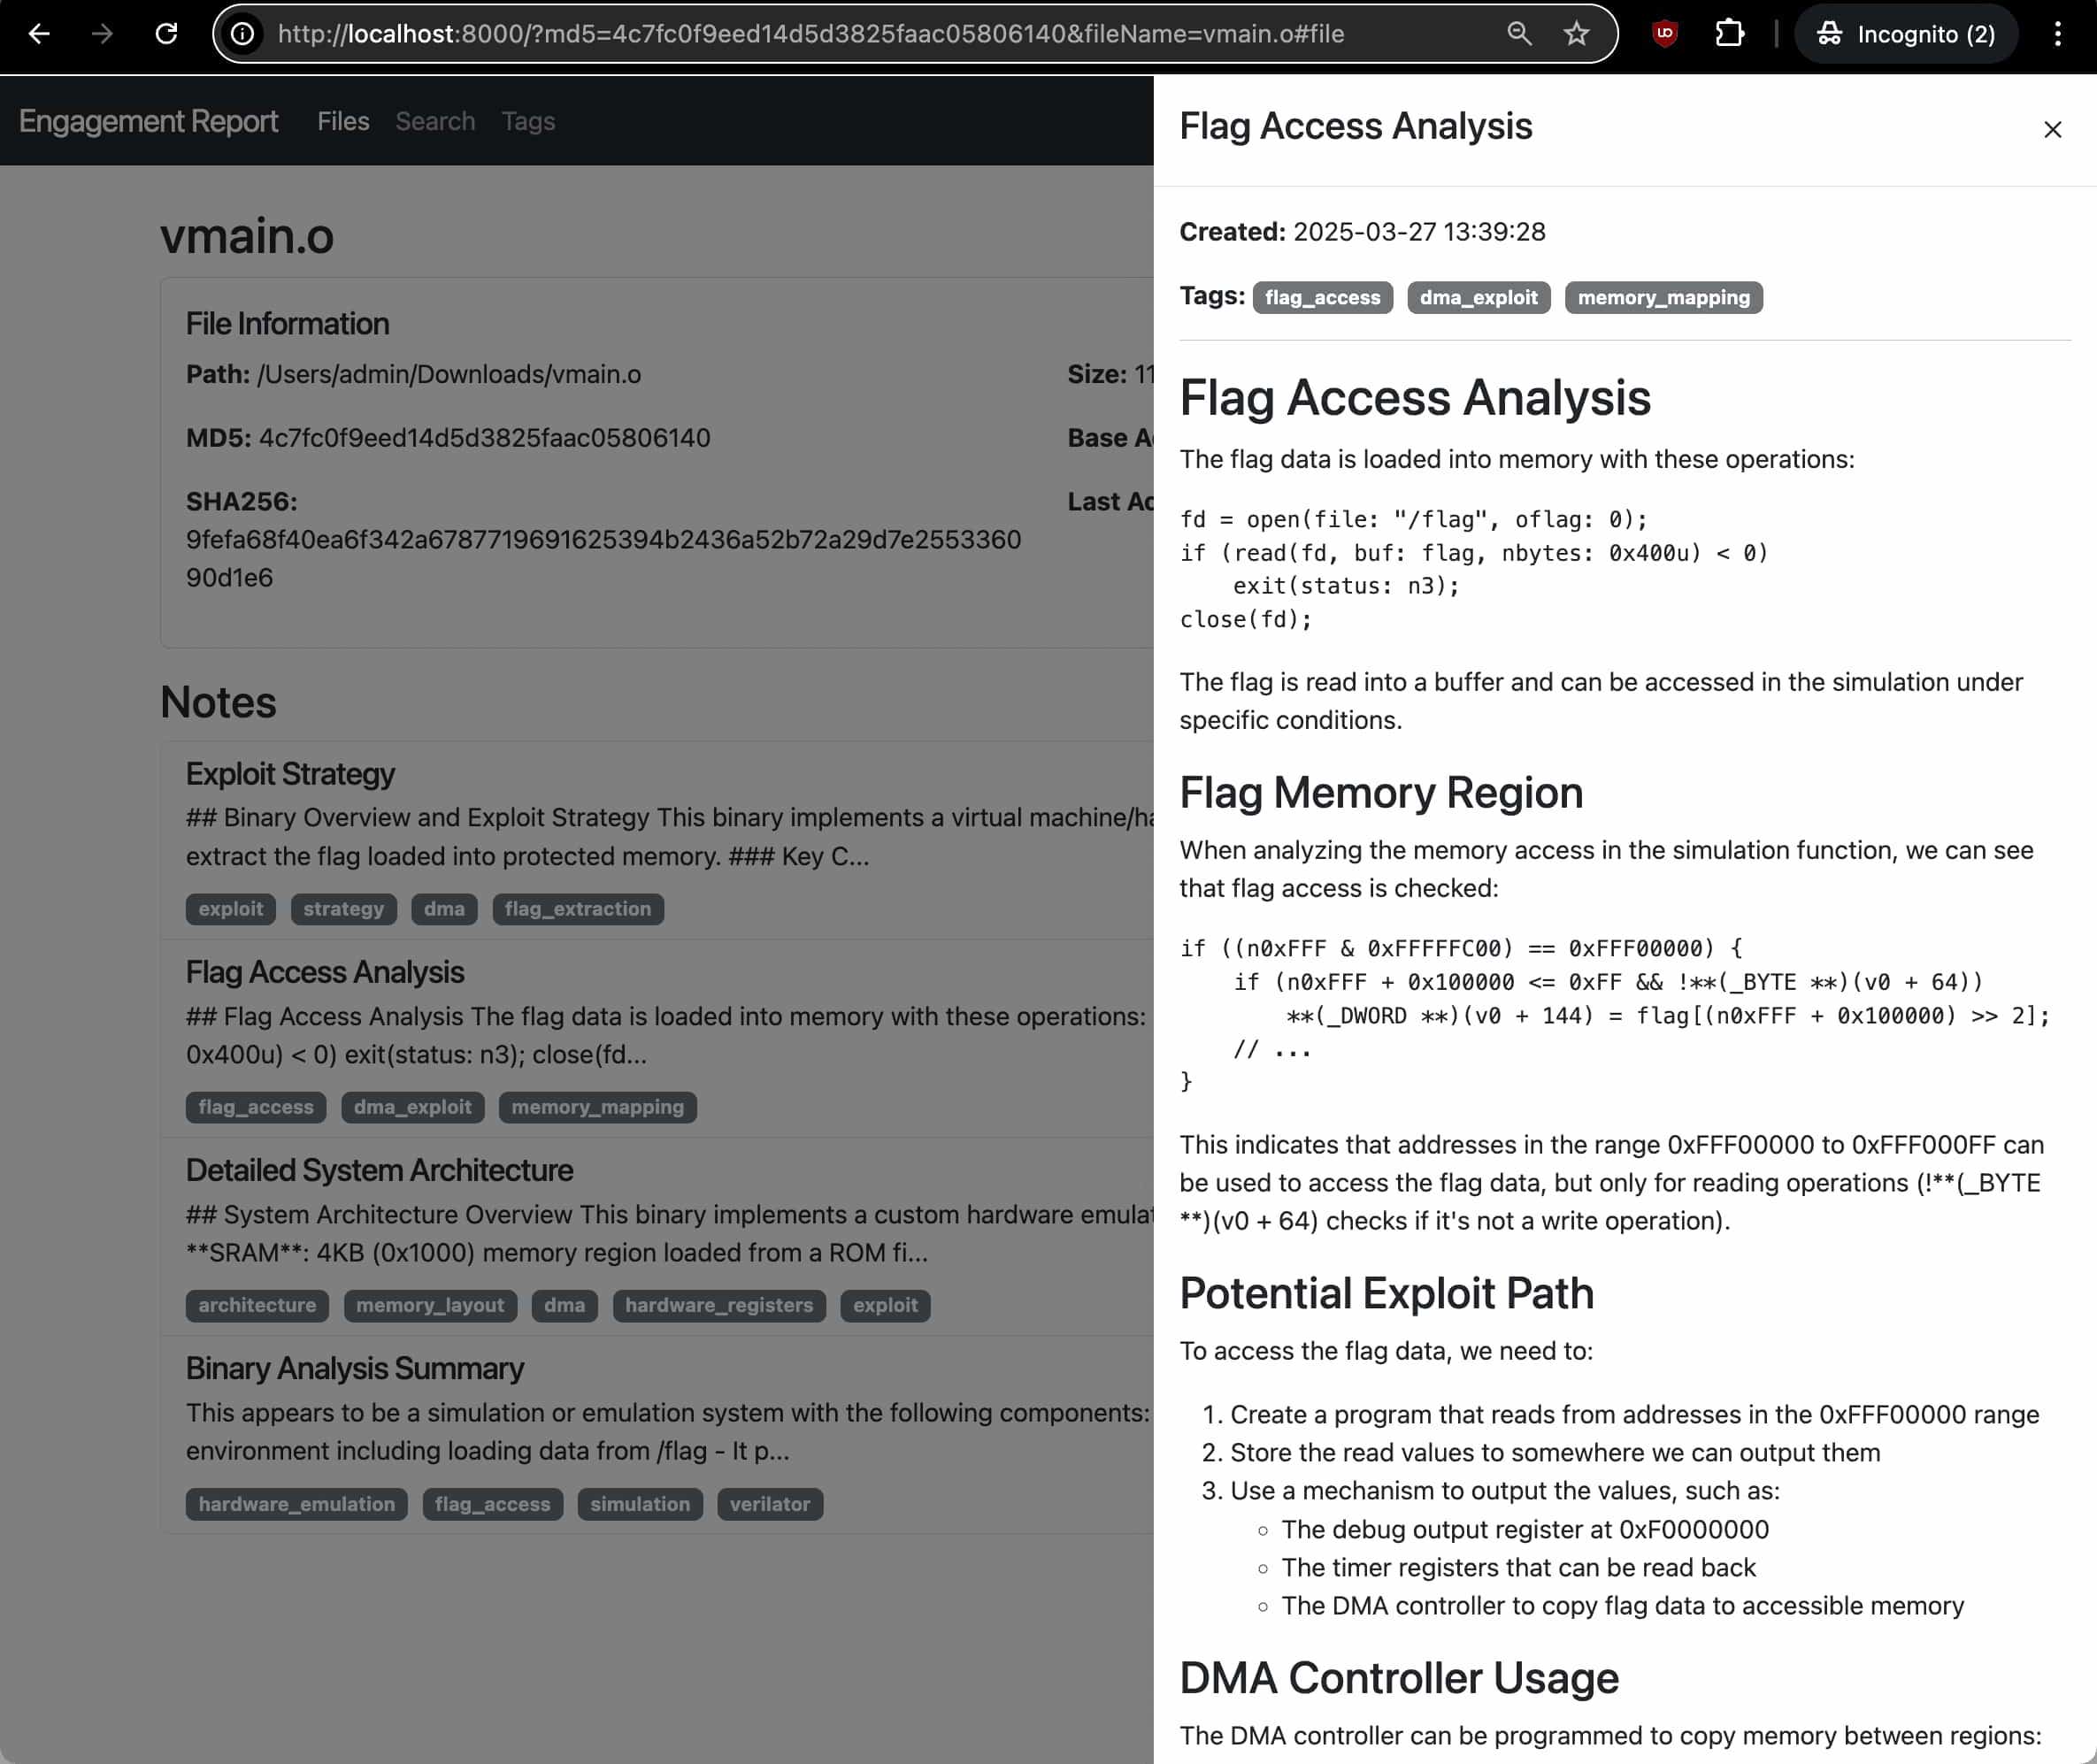 http://localhost:8000/?md5=4c7fc0f9eed14d5d3825faac05806140&fileName=vmain.o#file
Incognito (2)
Engagement Report
Files
Search
Tags
vmain.o
File Information
Path: /Users/admin/Downloads/vmain.o
Size: 11
MD5: 4c7fc0f9eed14d5d3825faac05806140
Base A
SHA256:
Last Ac
9fefa68f40ea6f342a6787719691625394b2436a52b72a29d7e2553360
90d1e6
Notes
Exploit Strategy
## Binary Overview and Exploit Strategy This binary implements a virtual machine/ha
extract the flag loaded into protected memory. ### Key C...
exploit strategy dma flag_extraction
Flag Access Analysis
## Flag Access Analysis The flag data is loaded into memory with these operations:
0x400u) < 0) exit(status: n3); close(fd...
flag_access dma_exploit memory_mapping
Detailed System Architecture
## System Architecture Overview This binary implements a custom hardware emulat
**SRAM**: 4KB (0x1000) memory region loaded from a ROM fi...
architecture memory_layout dma hardware_registers exploit
Binary Analysis Summary
This appears to be a simulation or emulation system with the following components:
environment including loading data from /flag - It p...
hardware_emulation flag_access simulation verilator
Flag Access Analysis
Created: 2025-03-27 13:39:28
Tags: flag_access dma_exploit memory_mapping
Flag Access Analysis
The flag data is loaded into memory with these operations:
fd = open(file: "/flag", oflag: 0);
if (read(fd, buf: flag, nbytes: 0x400u) < 0)
    exit(status: n3);
close(fd);
The flag is read into a buffer and can be accessed in the simulation under
specific conditions.
Flag Memory Region
When analyzing the memory access in the simulation function, we can see
that flag access is checked:
if ((n0xFFF & 0xFFFFFC00) == 0xFFF00000) {
    if (n0xFFF + 0x100000 <= 0xFF && !**(_BYTE **)(v0 + 64))
        **(_DWORD **)(v0 + 144) = flag[(n0xFFF + 0x100000) >> 2];
    // ...
}
This indicates that addresses in the range 0xFFF00000 to 0xFFF000FF can
be used to access the flag data, but only for reading operations (!**(_BYTE
**)(v0 + 64) checks if it's not a write operation).
Potential Exploit Path
To access the flag data, we need to:
1. Create a program that reads from addresses in the 0xFFF00000 range
2. Store the read values to somewhere we can output them
3. Use a mechanism to output the values, such as:
○ The debug output register at 0xF0000000
○ The timer registers that can be read back
○ The DMA controller to copy flag data to accessible memory
DMA Controller Usage
The DMA controller can be programmed to copy memory between regions: